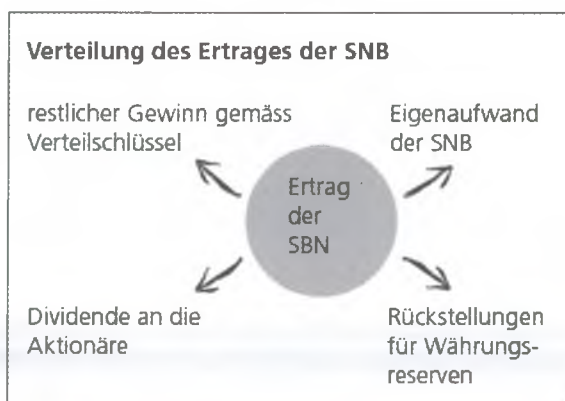 Verteilung des Ertrages der SNB
restlicher Gewinn gemäss
Verteilschlüssel
Eigenaufwand
der SNB
Ertrag
der
SBN
Dividende an die
Aktionäre
Rückstellungen
für Währungs-
reserven